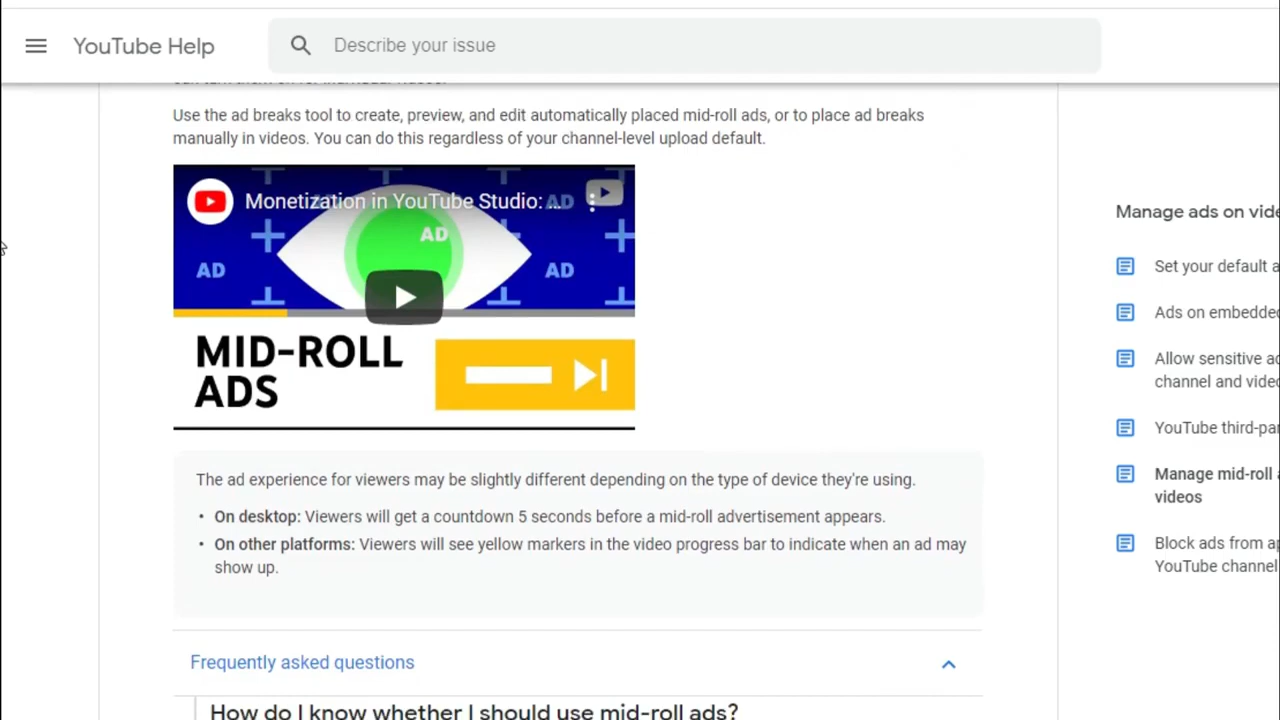 YouTube Help
Describe your issue
Use the ad breaks tool to create, preview, and edit automatically placed mid-roll ads, or to place ad breaks
manually in videos. You can do this regardless of your channel-level upload default.
Monetization in YouTube Studio: ...
AD
AD
AD
AD
MID-ROLL
ADS
The ad experience for viewers may be slightly different depending on the type of device they're using.
• On desktop: Viewers will get a countdown 5 seconds before a mid-roll advertisement appears.
• On other platforms: Viewers will see yellow markers in the video progress bar to indicate when an ad may
show up.
Frequently asked questions
How do I know whether I should use mid-roll ads?
Manage ads on vide
Set your default a
Ads on embedded
Allow sensitive ad
channel and video
YouTube third-par
Manage mid-roll a
videos
Block ads from ap
YouTube channel